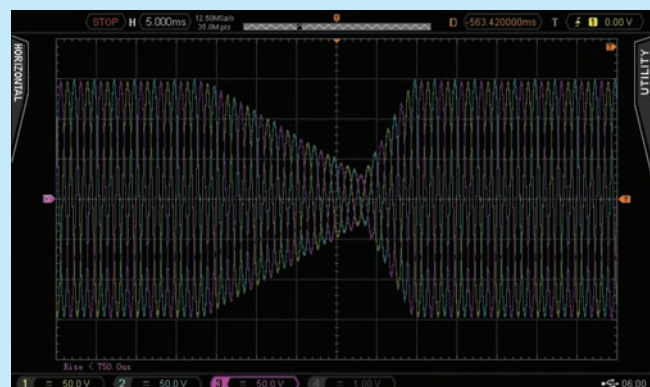 STOP H 5.000ms 12.50MSa/s 35.0M pts D -563.420000ms T 1 0.00 V
HORIZONTAL
UTILITY
Rise < 750.0us
1 = 50.0 V 2 = 50.0 V 3 = 50.0 V 4 = 1.00 V 06:00